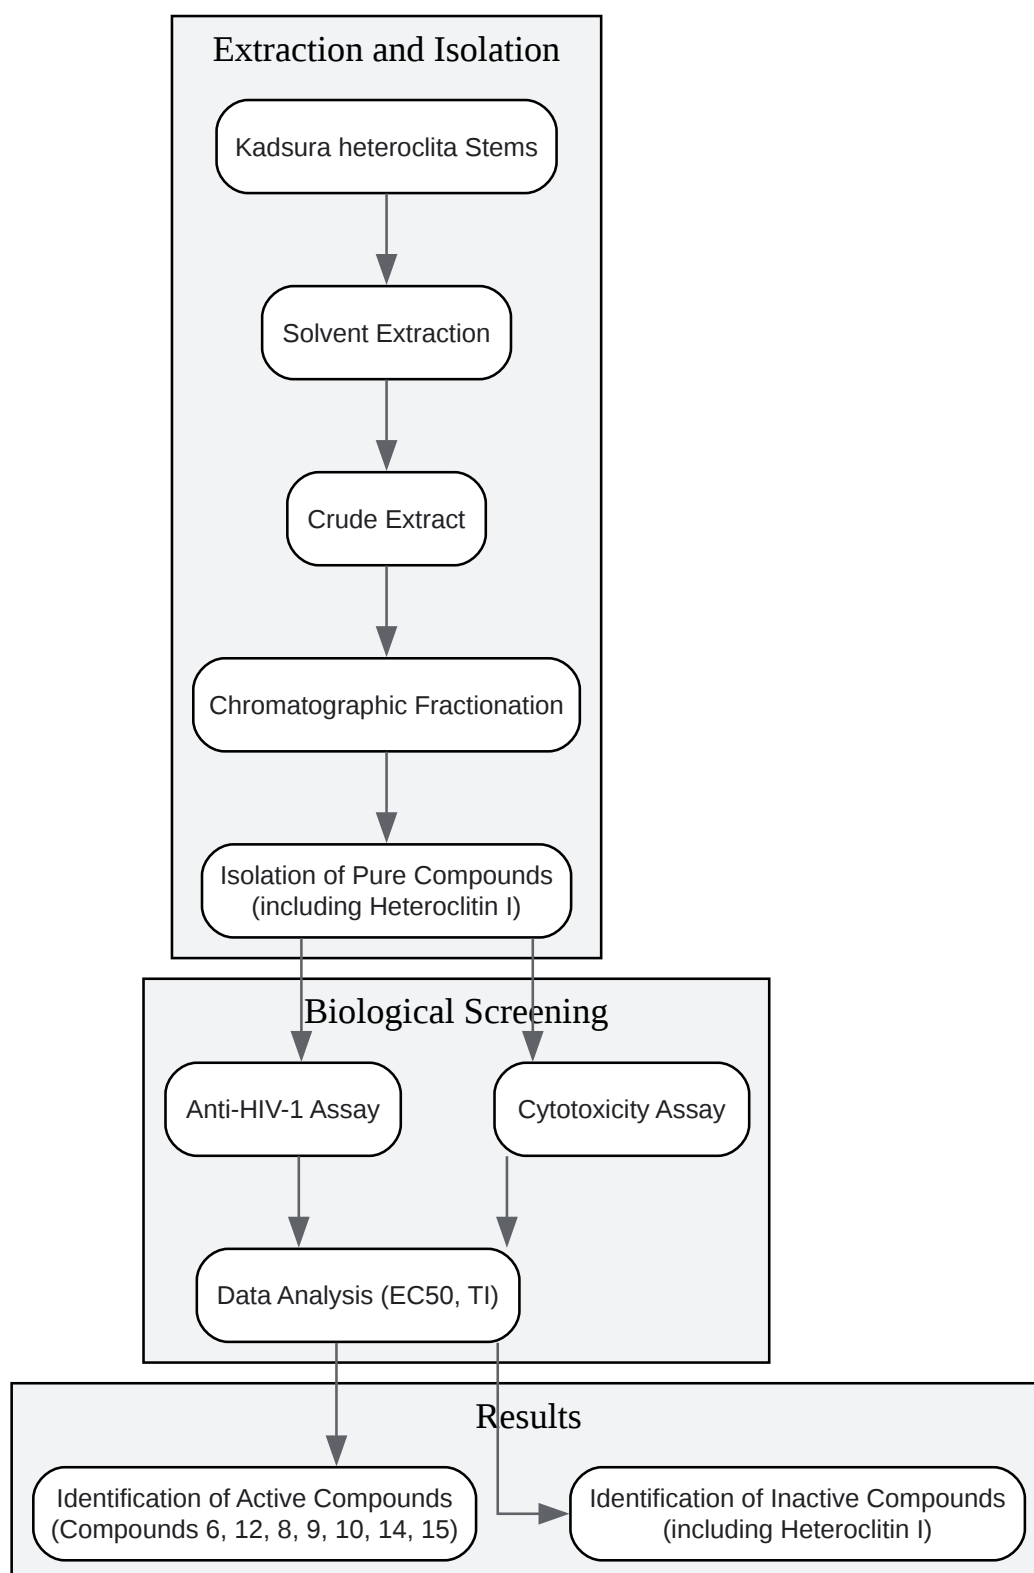 Extraction and Isolation
Kadsura heteroclita Stems
Solvent Extraction
Crude Extract
Chromatographic Fractionation
Isolation of Pure Compounds
(including Heteroclitin I)
Biological Screening
Anti-HIV-1 Assay
Cytotoxicity Assay
Data Analysis (EC50, TI)
Results
Identification of Active Compounds
(Compounds 6, 12, 8, 9, 10, 14, 15)
Identification of Inactive Compounds
(including Heteroclitin I)